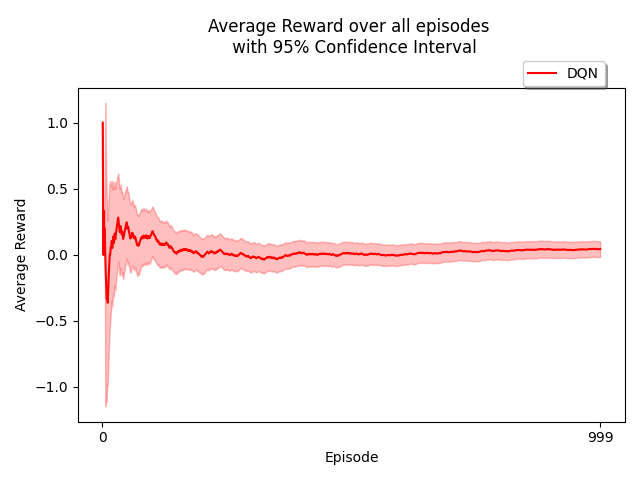 Average Reward over all episodes
with 95% Confidence Interval
DQN
1.0
0.5
0.0
−0.5
−1.0
Average Reward
0
999
Episode